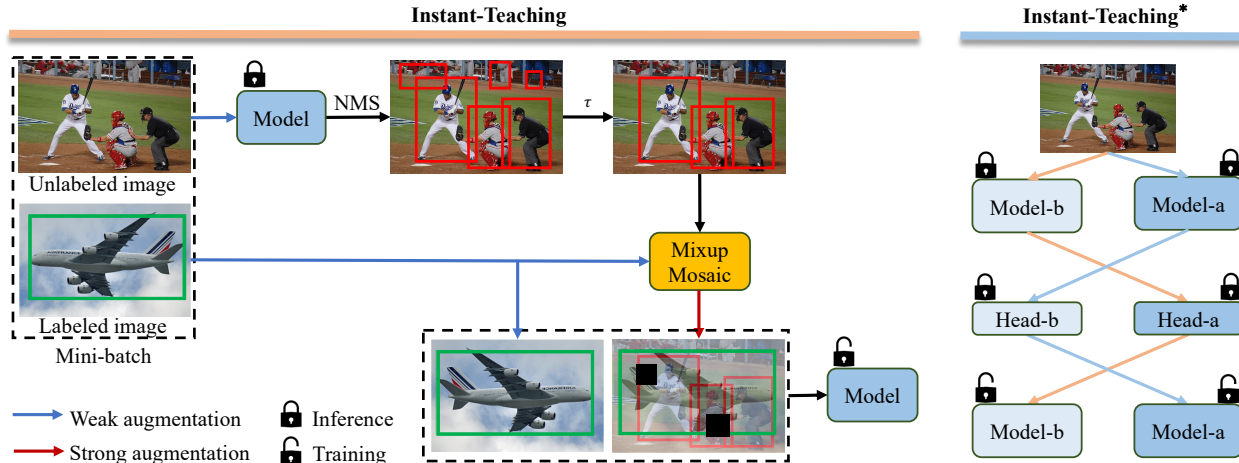 Instant-Teaching
Instant-Teaching*
Model
NMS
τ
Unlabeled image
Model-b
Model-a
Mixup
Mosaic
Labeled image
Mini-batch
Head-b
Head-a
Model
Model-b
Model-a
Weak augmentation
Inference
Strong augmentation
Training